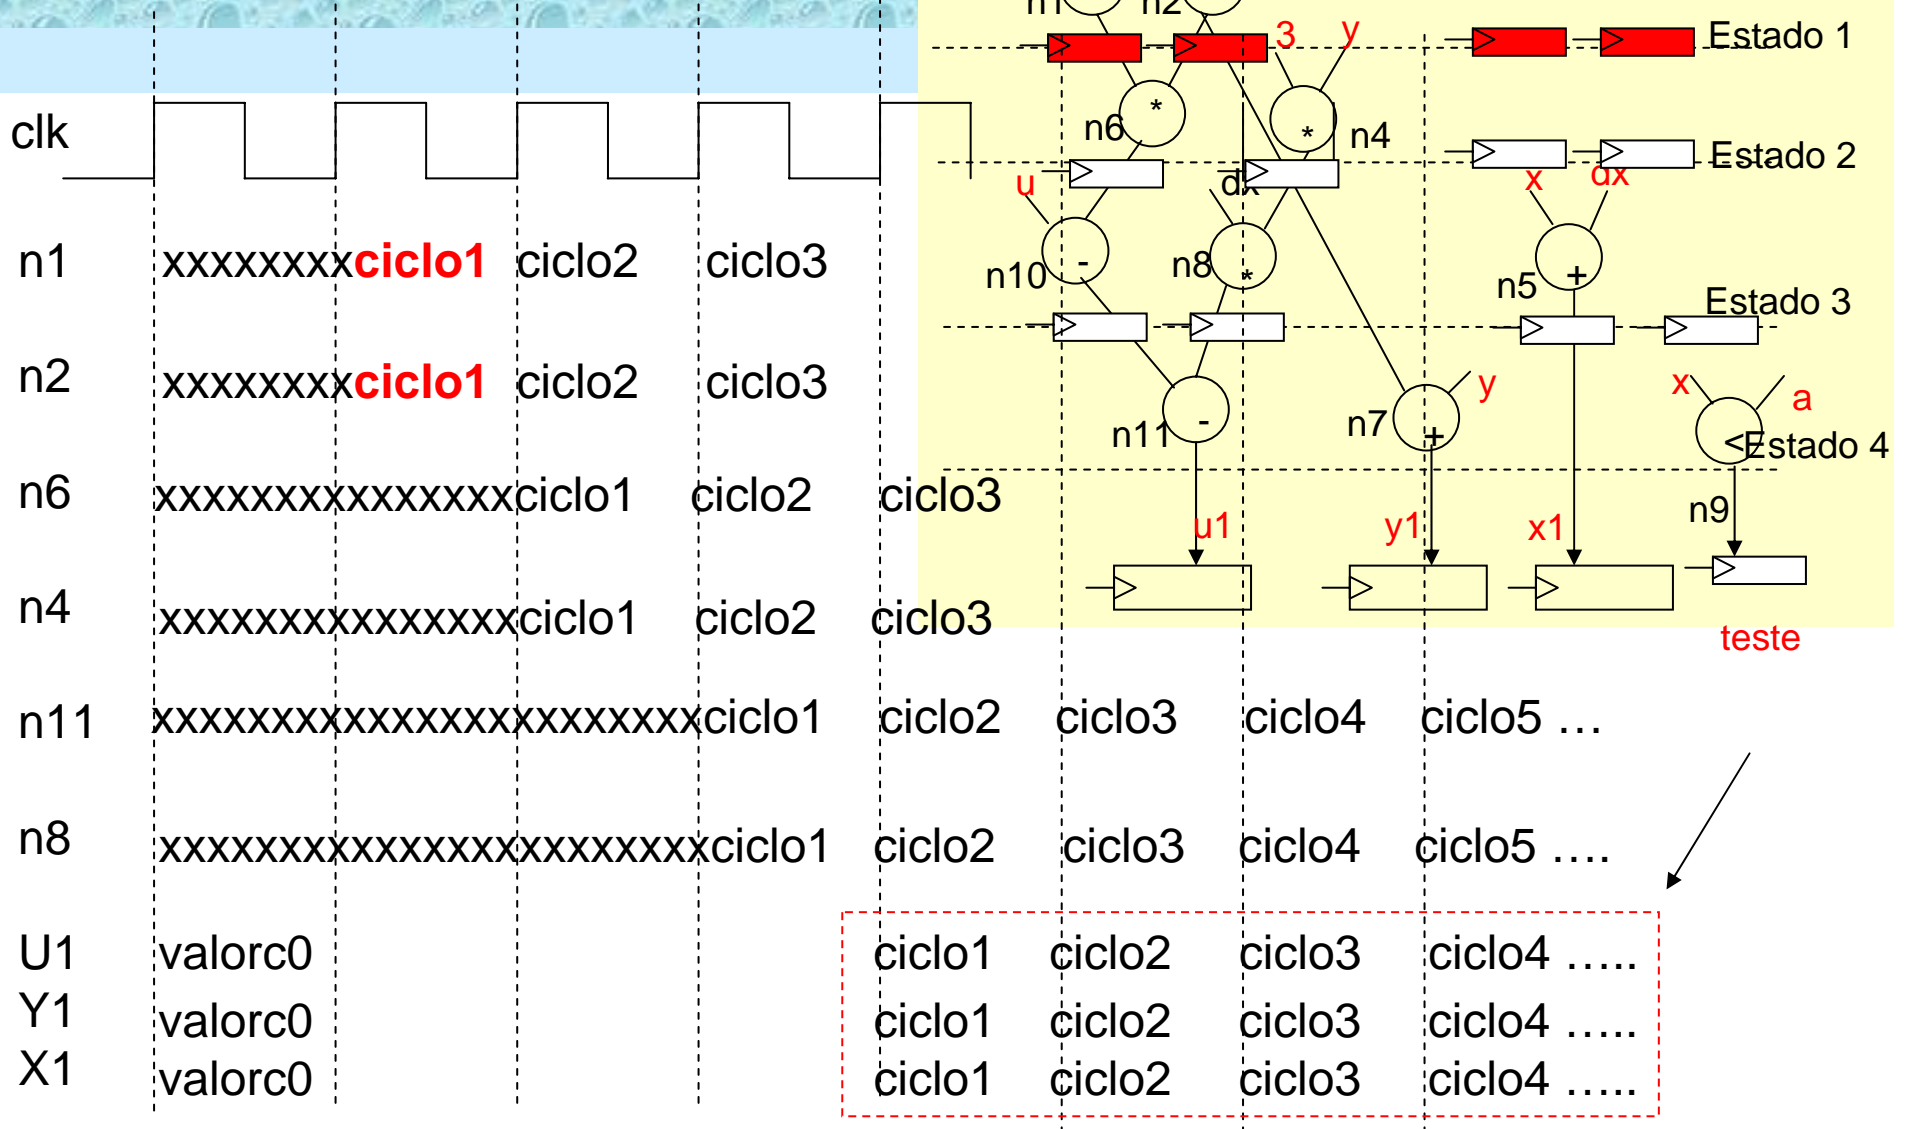 n1 n2
3 y Estado 1
clk
* n6 * n4 Estado 2
u dx x dx
n1 xxxxxxxxciclo1 ciclo2 ciclo3
n10 - n8 * n5 +
Estado 3
n2 xxxxxxxxciclo1 ciclo2 ciclo3
y x a
n11 - n7 + <Estado 4
n6 xxxxxxxxxxxxxxxciclo1 ciclo2 ciclo3
u1 y1 x1 n9
n4 xxxxxxxxxxxxxxxciclo1 ciclo2 ciclo3
teste
n11 xxxxxxxxxxxxxxxxxxxxxxxciclo1 ciclo2 ciclo3 ciclo4 ciclo5 …
n8 xxxxxxxxxxxxxxxxxxxxxxxciclo1 ciclo2 ciclo3 ciclo4 ciclo5 ….
U1 valorc0 ciclo1 ciclo2 ciclo3 ciclo4 …..
Y1 valorc0 ciclo1 ciclo2 ciclo3 ciclo4 …..
X1 valorc0 ciclo1 ciclo2 ciclo3 ciclo4 …..